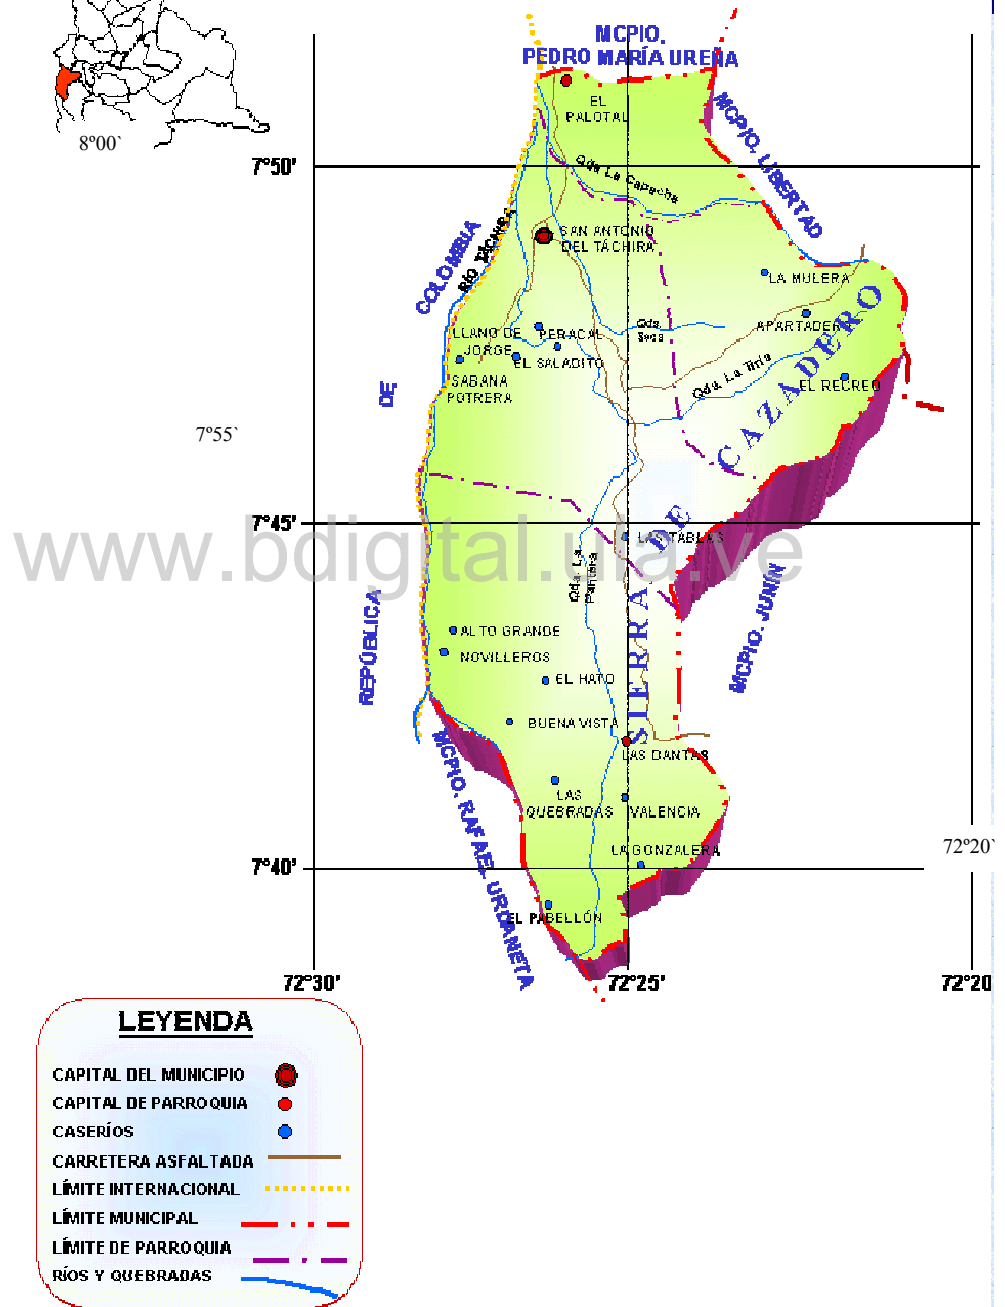 MCPIO.
PEDRO MARÍA UREÑA
8°00`
7°50'
EL
PALOTAL
MCPIO. LIBERTAD
Qda La Capacha
COLOMBIA
RÍO TÁCHIRA
SAN ANTONIO
DEL TÁCHIRA
LA MULERA
APARTADER
LLANO DE
JORGE
PERACAL
EL SALADITO
Qda.
Seca
SABANA
POTRERA
Qda. La Iria
EL RECREO
DE
7°55`
SIERRA DE CAZADERO
7°45'
LAS TABLAS
www.bdigital.ula.ve
Qda. La
REPÚBLICA
MCPIO. JUNÍN
ALTO GRANDE
NOVILLEROS
EL HATO
BUENA VISTA
LAS DANTAS
MCPIO. RAFAEL URDANETA
LAS
QUEBRADAS
VALENCIA
LA GONZALERA
72°20`
7°40'
EL PABELLÓN
72°30'
72°25'
72°20
LEYENDA
CAPITAL DEL MUNICIPIO
CAPITAL DE PARROQUIA
CASERÍOS
CARRETERA ASFALTADA
LÍMITE INTERNACIONAL
LÍMITE MUNICIPAL
LÍMITE DE PARROQUIA
RÍOS Y QUEBRADAS